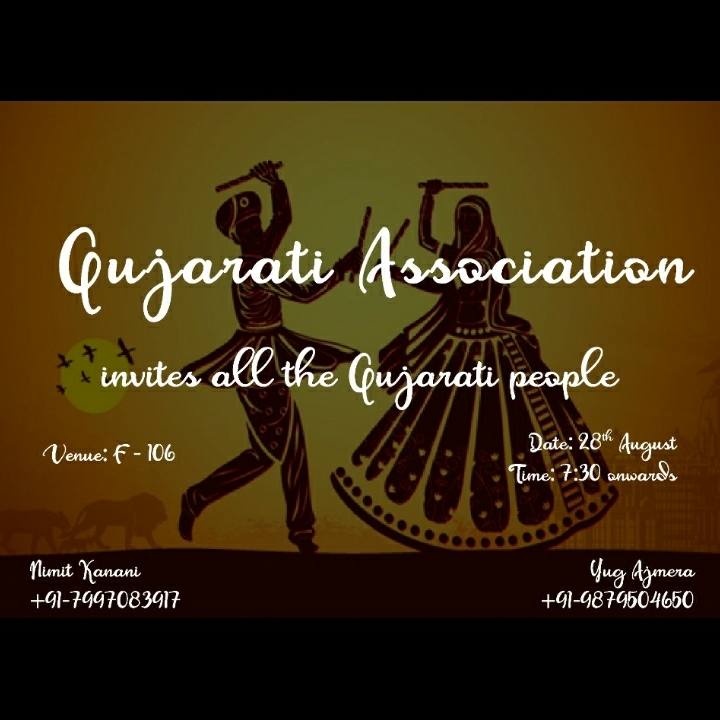 Gujarati Association
invites all the Gujarati people
Venue: F - 106
Date: 28th August
Time: 7:30 onwards
Nimit Kanani
+91-7997083917
Yug Ajmera
+91-9879504650